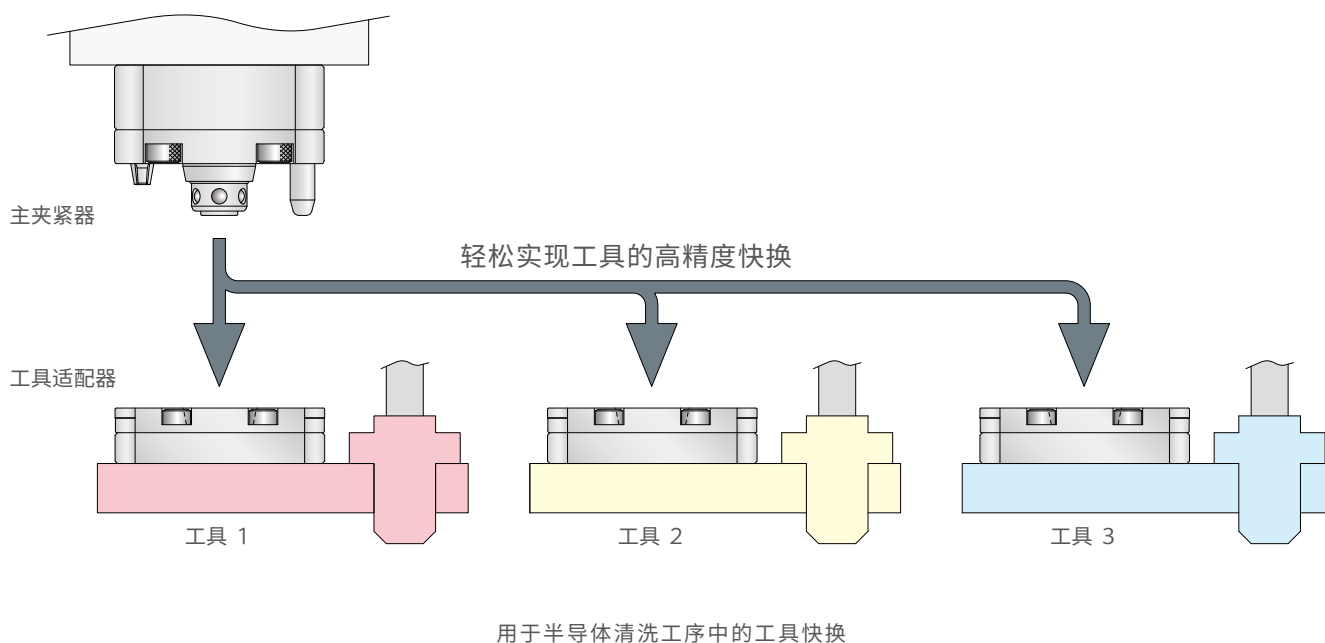 主夹紧器
轻松实现工具的高精度快换
工具适配器
工具 1
工具 2
工具 3
用于半导体清洗工序中的工具快换